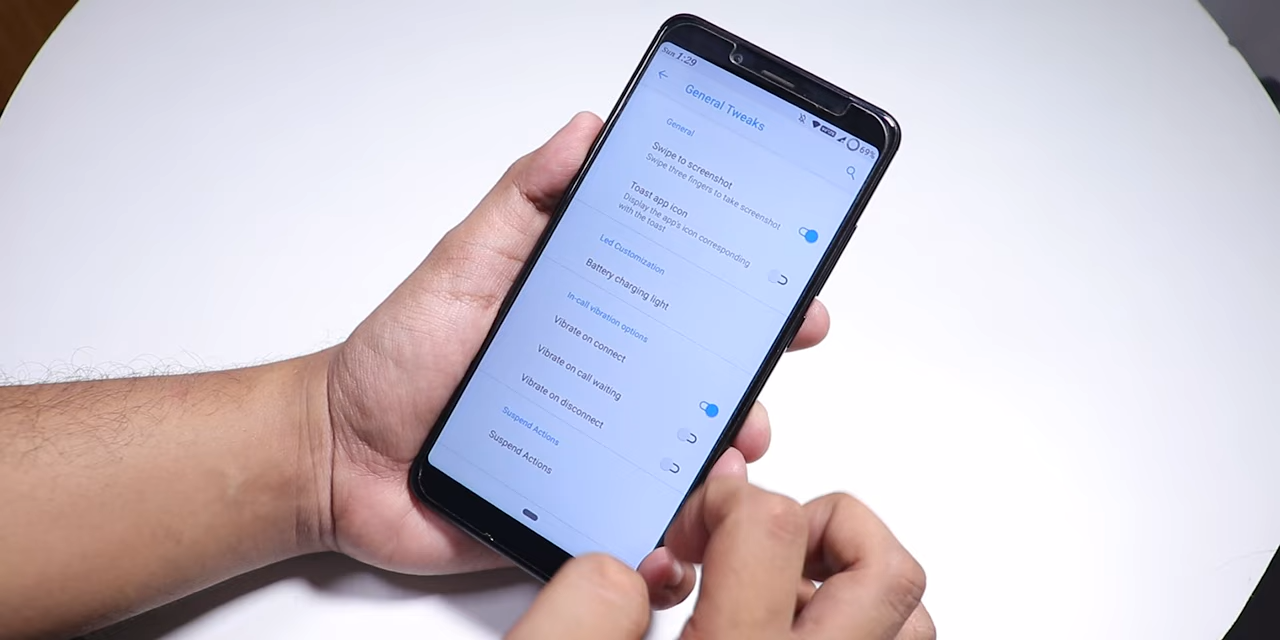 Sun 1:29
69%
General Tweaks
General
Swipe to screenshot
Swipe three fingers to take screenshot
Toast app icon
Display the app's icon corresponding
with the toast
Led Customization
Battery charging light
In-call vibration options
Vibrate on connect
Vibrate on call waiting
Vibrate on disconnect
Suspend Actions
Suspend Actions